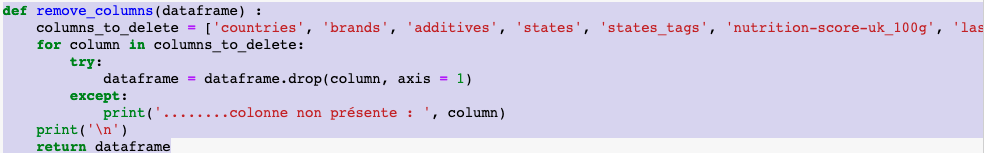 def remove_columns(dataframe) :
    columns_to_delete = ['countries', 'brands', 'additives', 'states', 'states_tags', 'nutrition-score-uk_100g', 'las
    for column in columns_to_delete:
        try:
            dataframe = dataframe.drop(column, axis = 1)
        except:
            print('........colonne non présente : ', column)
    print('\n')
    return dataframe